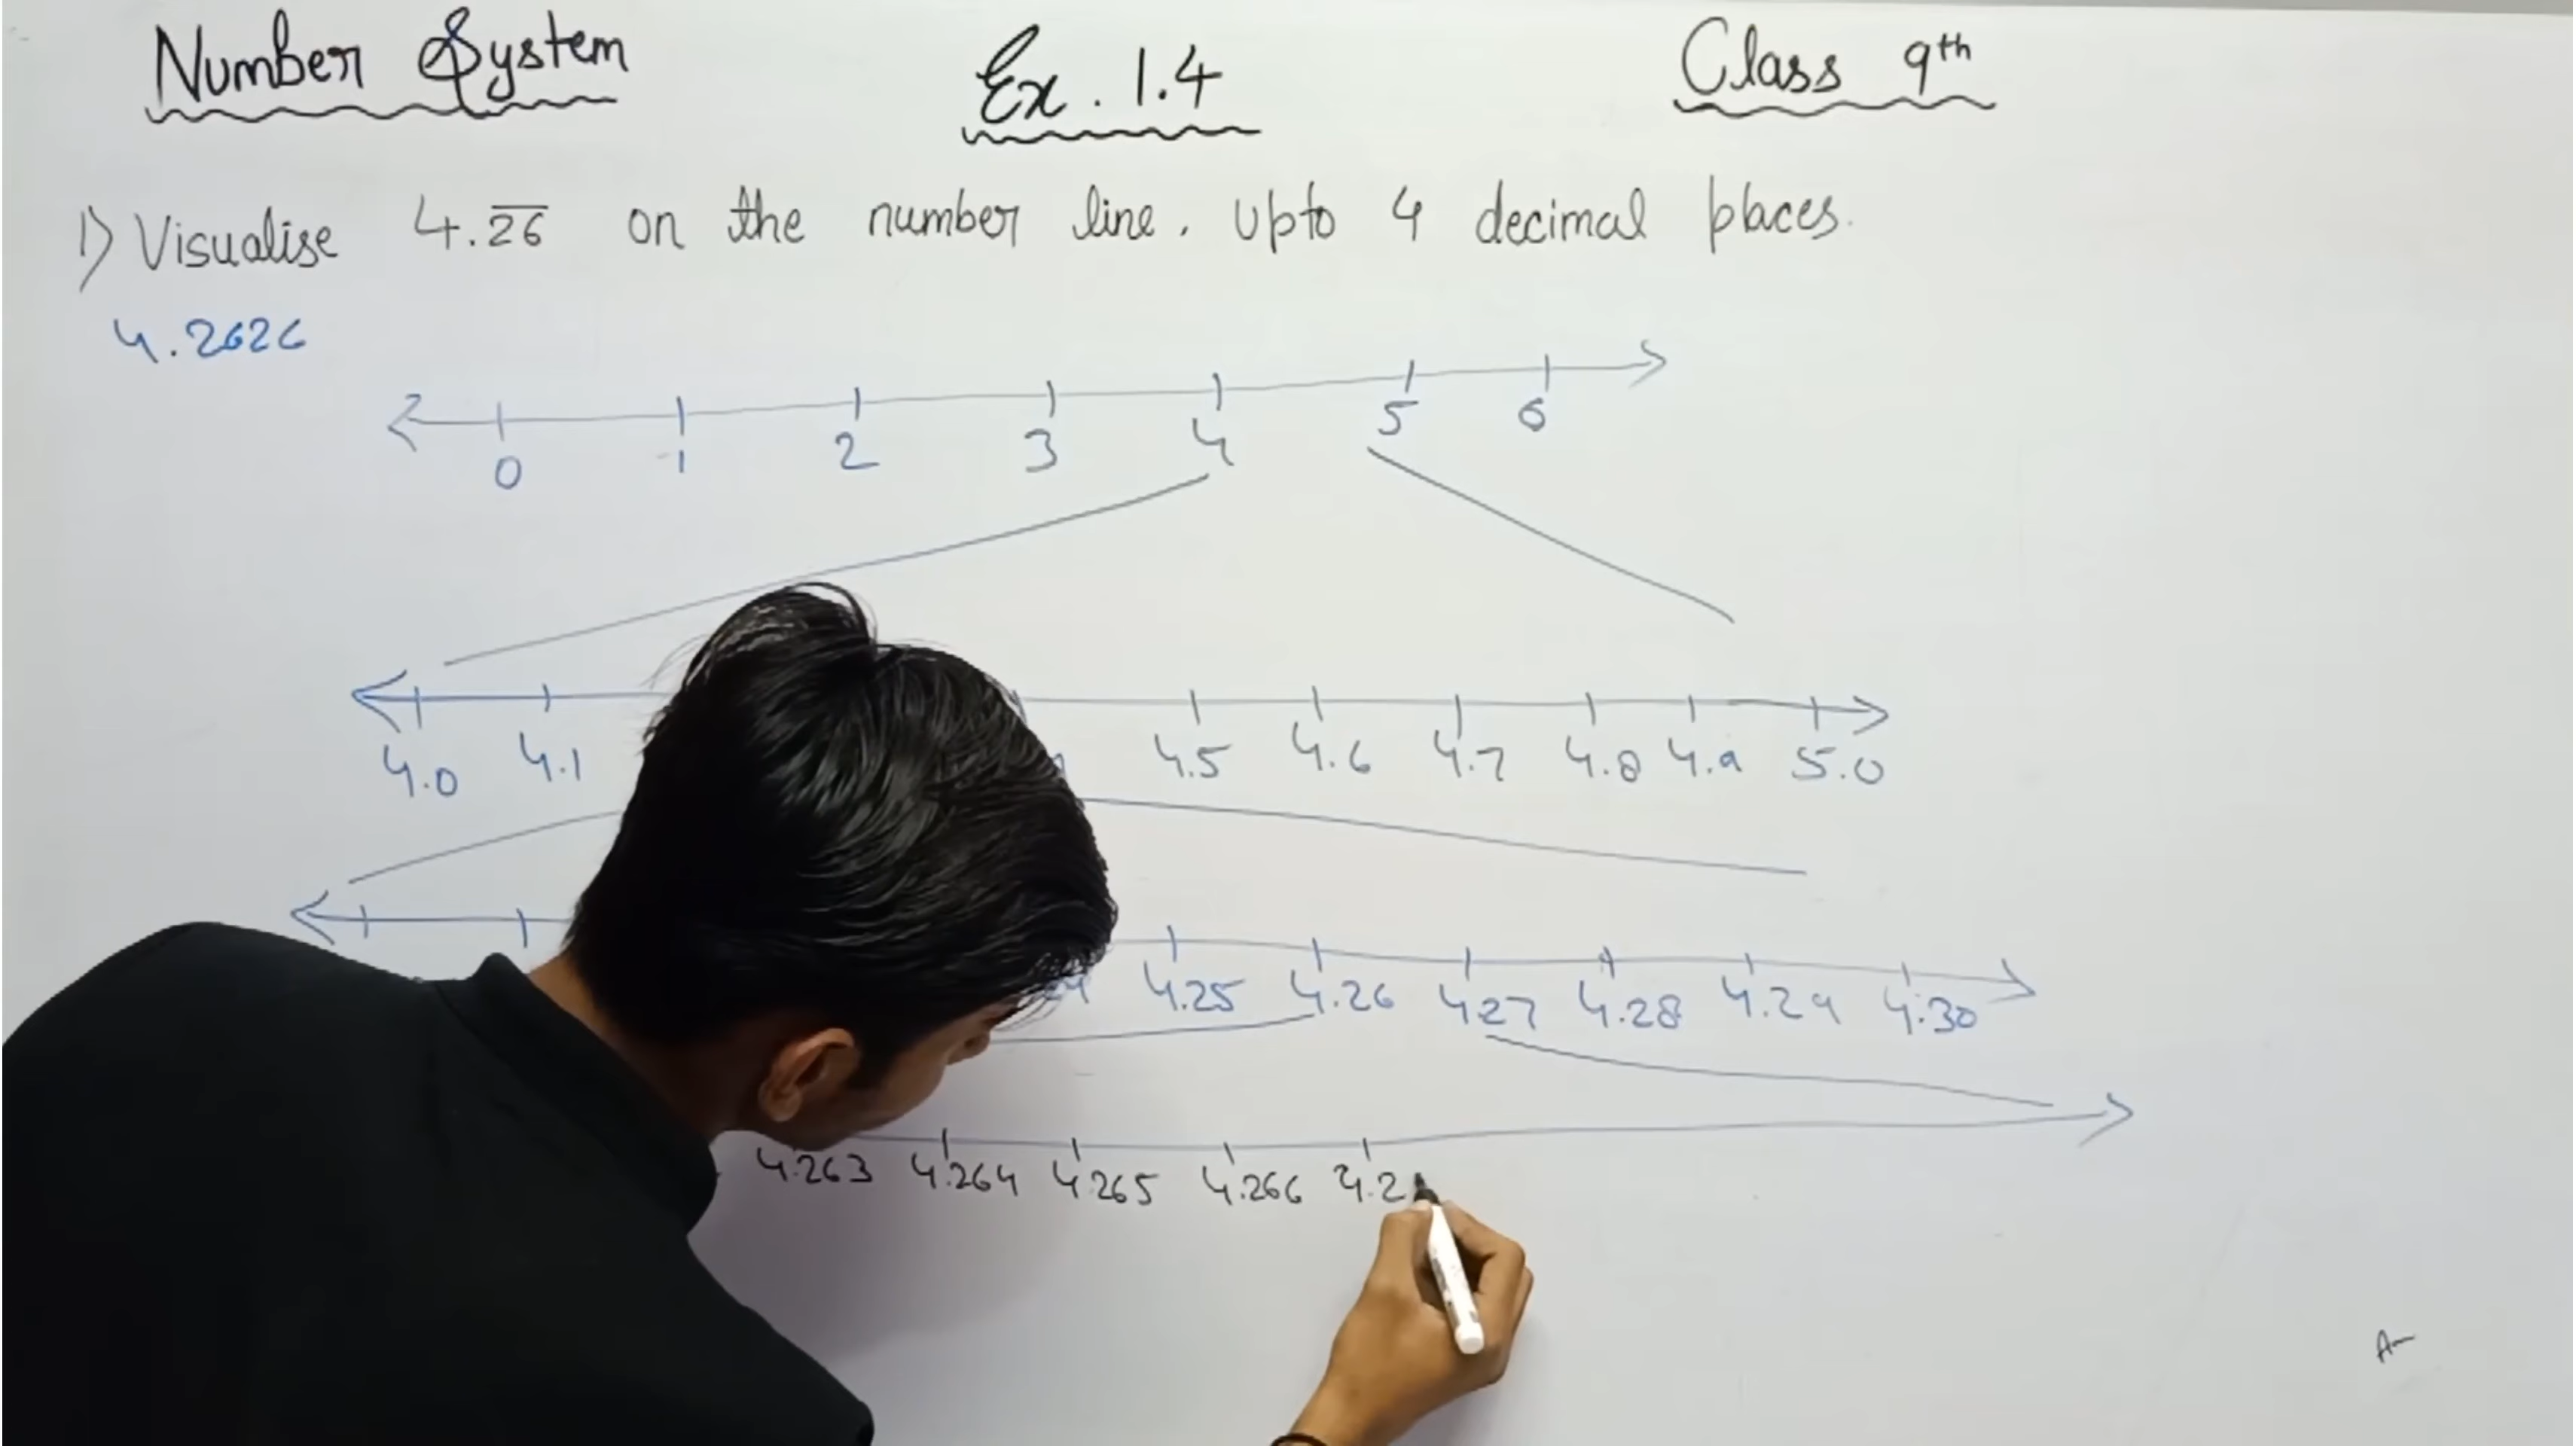 Number System Ex. 1.4 Class 9th
1) Visualise 4.2̅6̅ on the number line. upto 4 decimal places.
4.2626
0 1 2 3 4 5 6
4.0 4.1 4.5 4.6 4.7 4.8 4.9 5.0
4.25 4.26 4.27 4.28 4.29 4.30
4.263 4.264 4.265 4.266 4.2